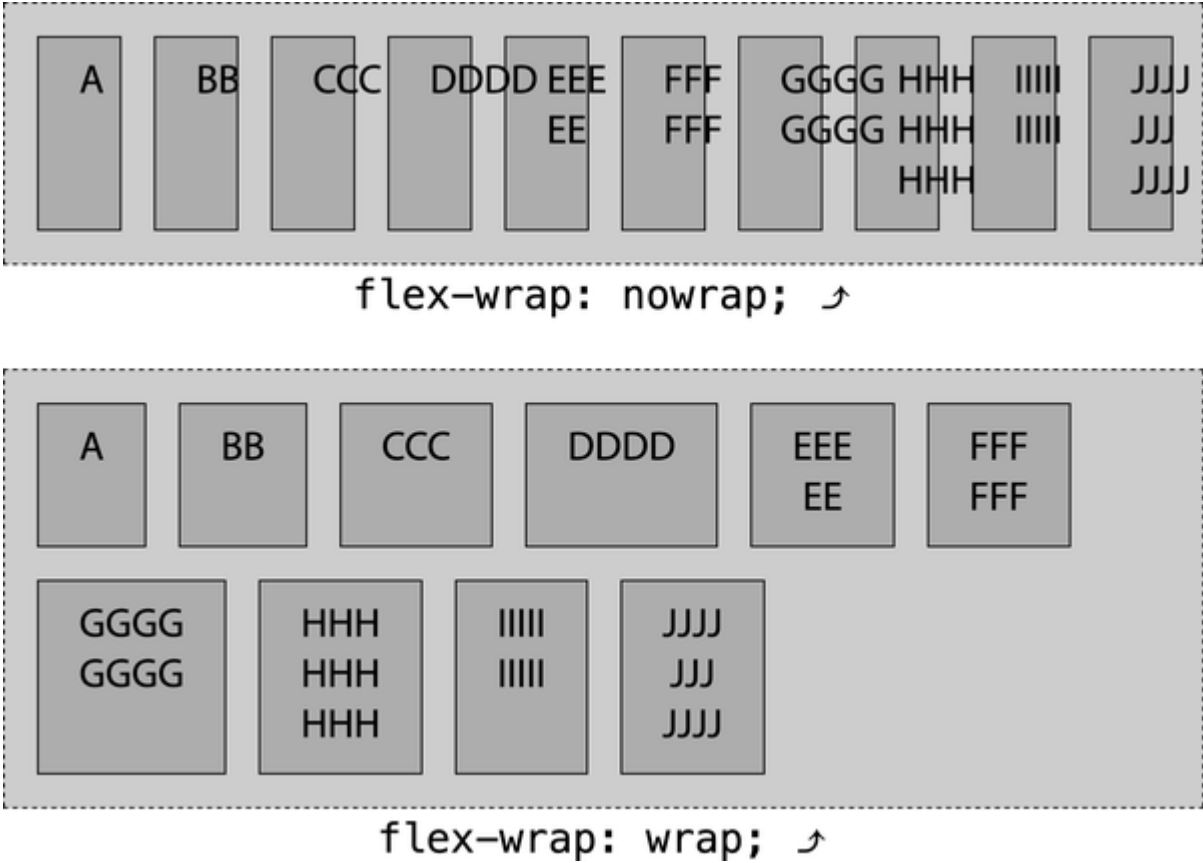 A BB CCC DDDD EEE FFF GGGG HHH IIIII JJJJ
EE FFF GGGG HHH IIIII JJJ
HHH JJJJ
flex-wrap: nowrap; ⤴
A BB CCC DDDD EEE FFF
EE FFF
GGGG HHH IIIII JJJJ
GGGG HHH IIIII JJJ
HHH JJJJ
flex-wrap: wrap; ⤴